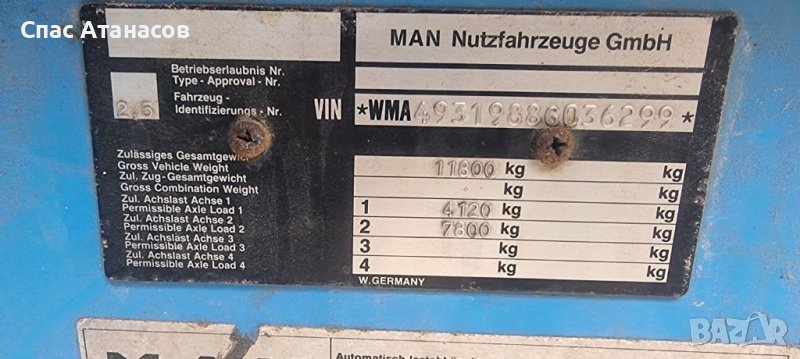 Спас Атанасов
MAN Nutzfahrzeuge GmbH
Betriebserlaubnis Nr.
Type - Approval - Nr.
2,5
Fahrzeug -
Identifizierungs - Nr.
VIN *WMA4931988G036299*
Zulässiges Gesamtgewicht
Gross Vehicle Weight
11800 kg kg
Zul. Zug-Gesamtgewicht
Gross Combination Weight
kg kg
Zul. Achslast Achse 1
Permissible Axle Load 1
1 4120 kg kg
Zul. Achslast Achse 2
Permissible Axle Load 2
2 7800 kg kg
Zul. Achslast Achse 3
Permissible Axle Load 3
3 kg kg
Zul. Achslast Achse 4
Permissible Axle Load 4
4 kg kg
W. GERMANY
BAZAR
bg